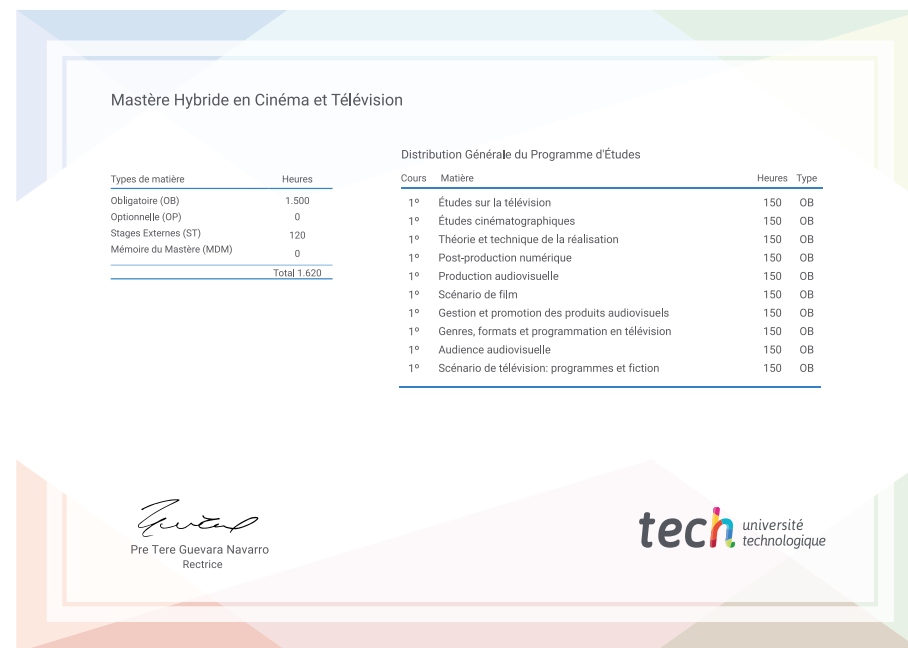 Mastère Hybride en Cinéma et Télévision
Types de matière Heures
Obligatoire (OB) 1.500
Optionnelle (OP) 0
Stages Externes (ST) 120
Mémoire du Mastère (MDM) 0
Total 1.620
Distribution Générale du Programme d'Études
Cours Matière Heures Type
1º Études sur la télévision 150 OB
1º Études cinématographiques 150 OB
1º Théorie et technique de la réalisation 150 OB
1º Post-production numérique 150 OB
1º Production audiovisuelle 150 OB
1º Scénario de film 150 OB
1º Gestion et promotion des produits audiovisuels 150 OB
1º Genres, formats et programmation en télévision 150 OB
1º Audience audiovisuelle 150 OB
1º Scénario de télévision: programmes et fiction 150 OB
Pre Tere Guevara Navarro
Rectrice
tech université
technologique